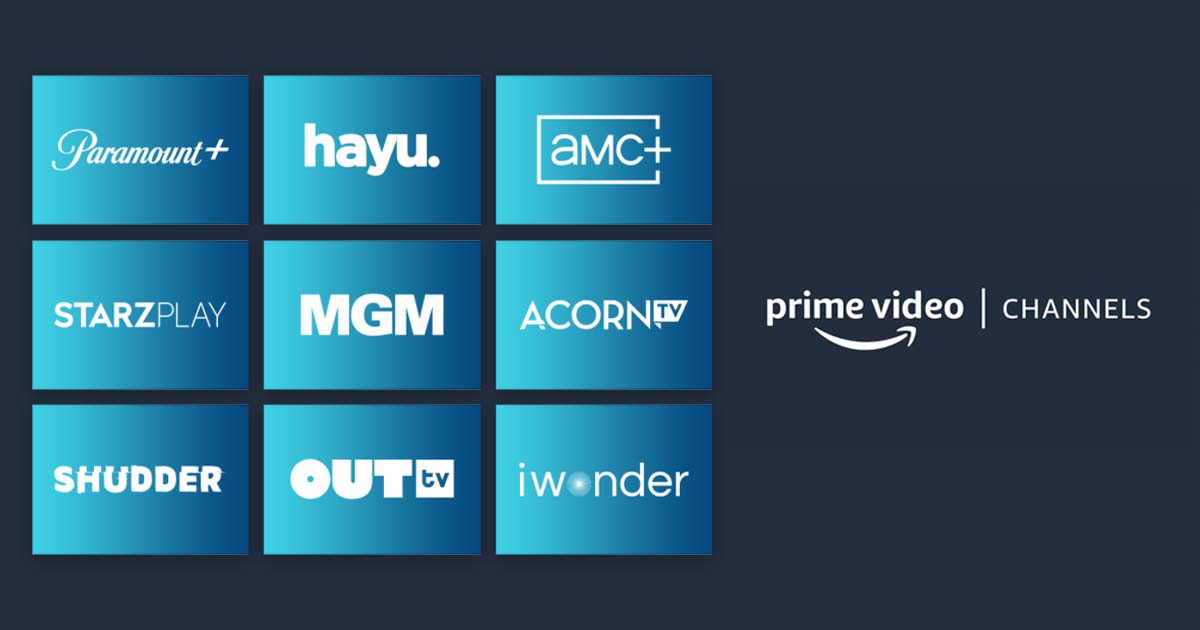 Paramount+
hayu.
aMC+
STARZPLAY
MGM
ACORN TV
SHUDDER
OUT tv
iwonder
prime video | CHANNELS